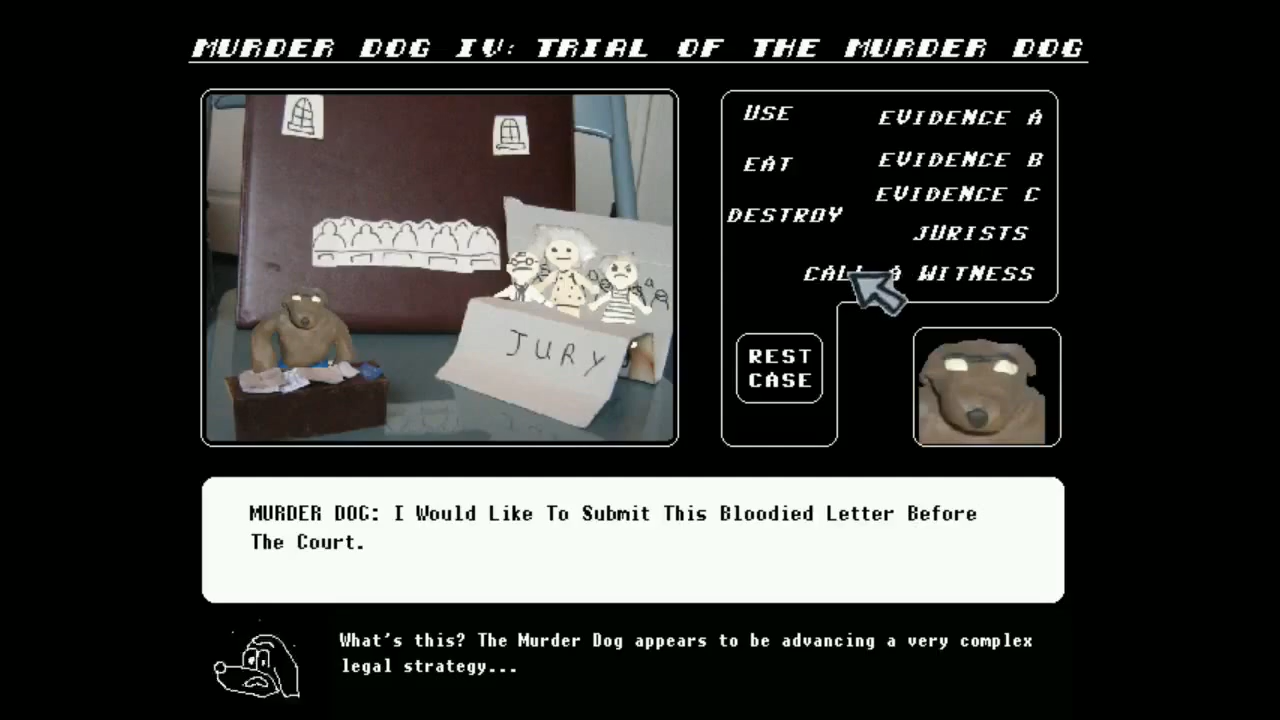 MURDER DOG IV: TRIAL OF THE MURDER DOG
JURY
USE
EAT
DESTROY
EVIDENCE A
EVIDENCE B
EVIDENCE C
JURISTS
CALL A WITNESS
REST
CASE
MURDER DOG: I Would Like To Submit This Bloodied Letter Before
The Court.
What's this? The Murder Dog appears to be advancing a very complex
legal strategy...